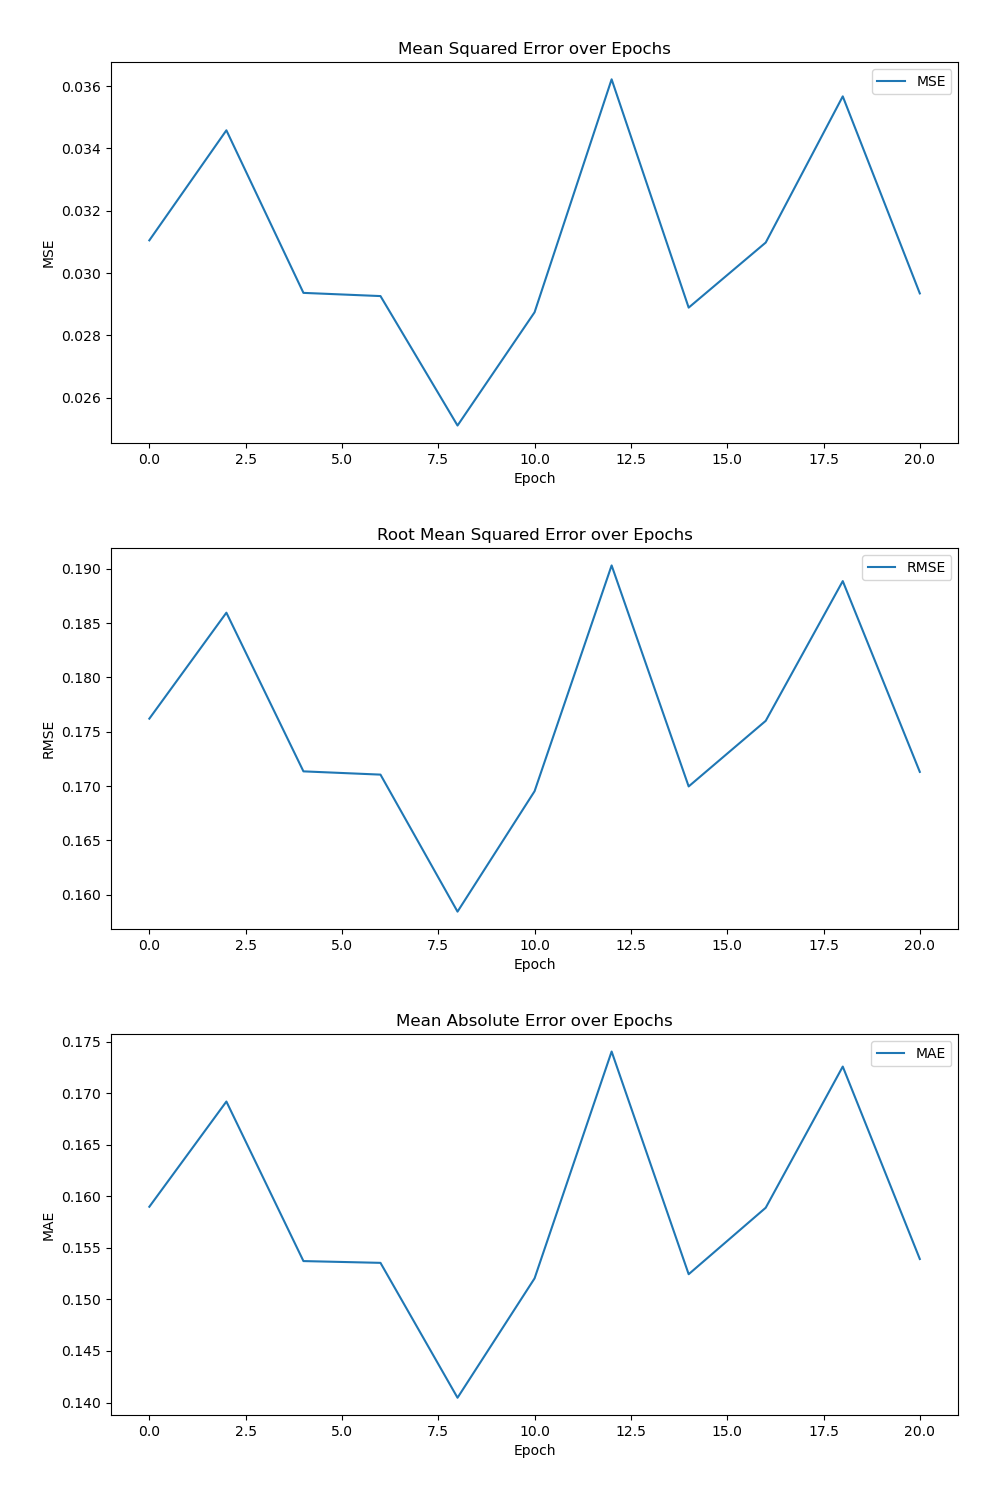 Mean Squared Error over Epochs
MSE
0.036
0.034
0.032
0.030
0.028
0.026
MSE
0.0 2.5 5.0 7.5 10.0 12.5 15.0 17.5 20.0
Epoch
Root Mean Squared Error over Epochs
RMSE
0.190
0.185
0.180
0.175
0.170
0.165
0.160
RMSE
0.0 2.5 5.0 7.5 10.0 12.5 15.0 17.5 20.0
Epoch
Mean Absolute Error over Epochs
MAE
0.175
0.170
0.165
0.160
0.155
0.150
0.145
0.140
MAE
0.0 2.5 5.0 7.5 10.0 12.5 15.0 17.5 20.0
Epoch